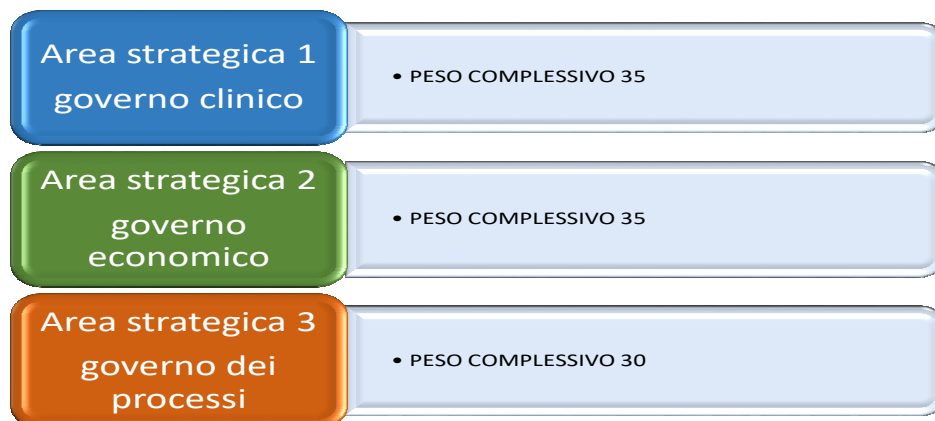 Area strategica 1
governo clinico
• PESO COMPLESSIVO 35
Area strategica 2
governo
economico
• PESO COMPLESSIVO 35
Area strategica 3
governo dei
processi
• PESO COMPLESSIVO 30